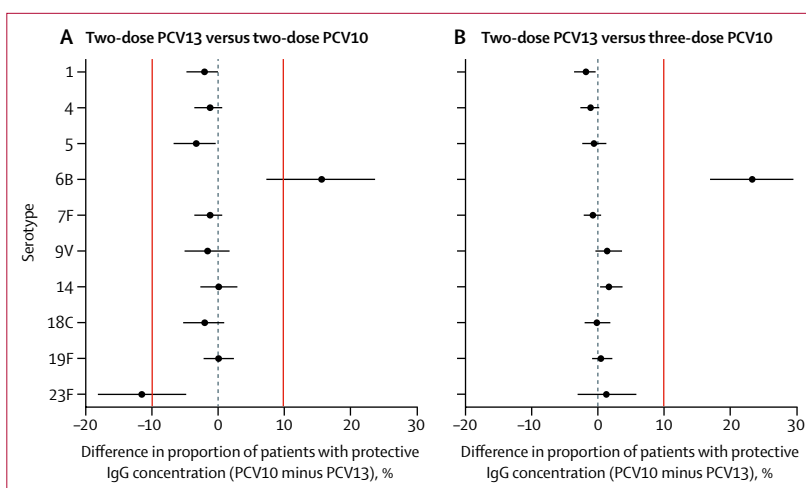 A Two-dose PCV13 versus two-dose PCV10
B Two-dose PCV13 versus three-dose PCV10
Serotype
1
4
5
6B
7F
9V
14
18C
19F
23F
–20 –10 0 10 20 30
–20 –10 0 10 20 30
Difference in proportion of patients with protective
IgG concentration (PCV10 minus PCV13), %
Difference in proportion of patients with protective
IgG concentration (PCV10 minus PCV13), %